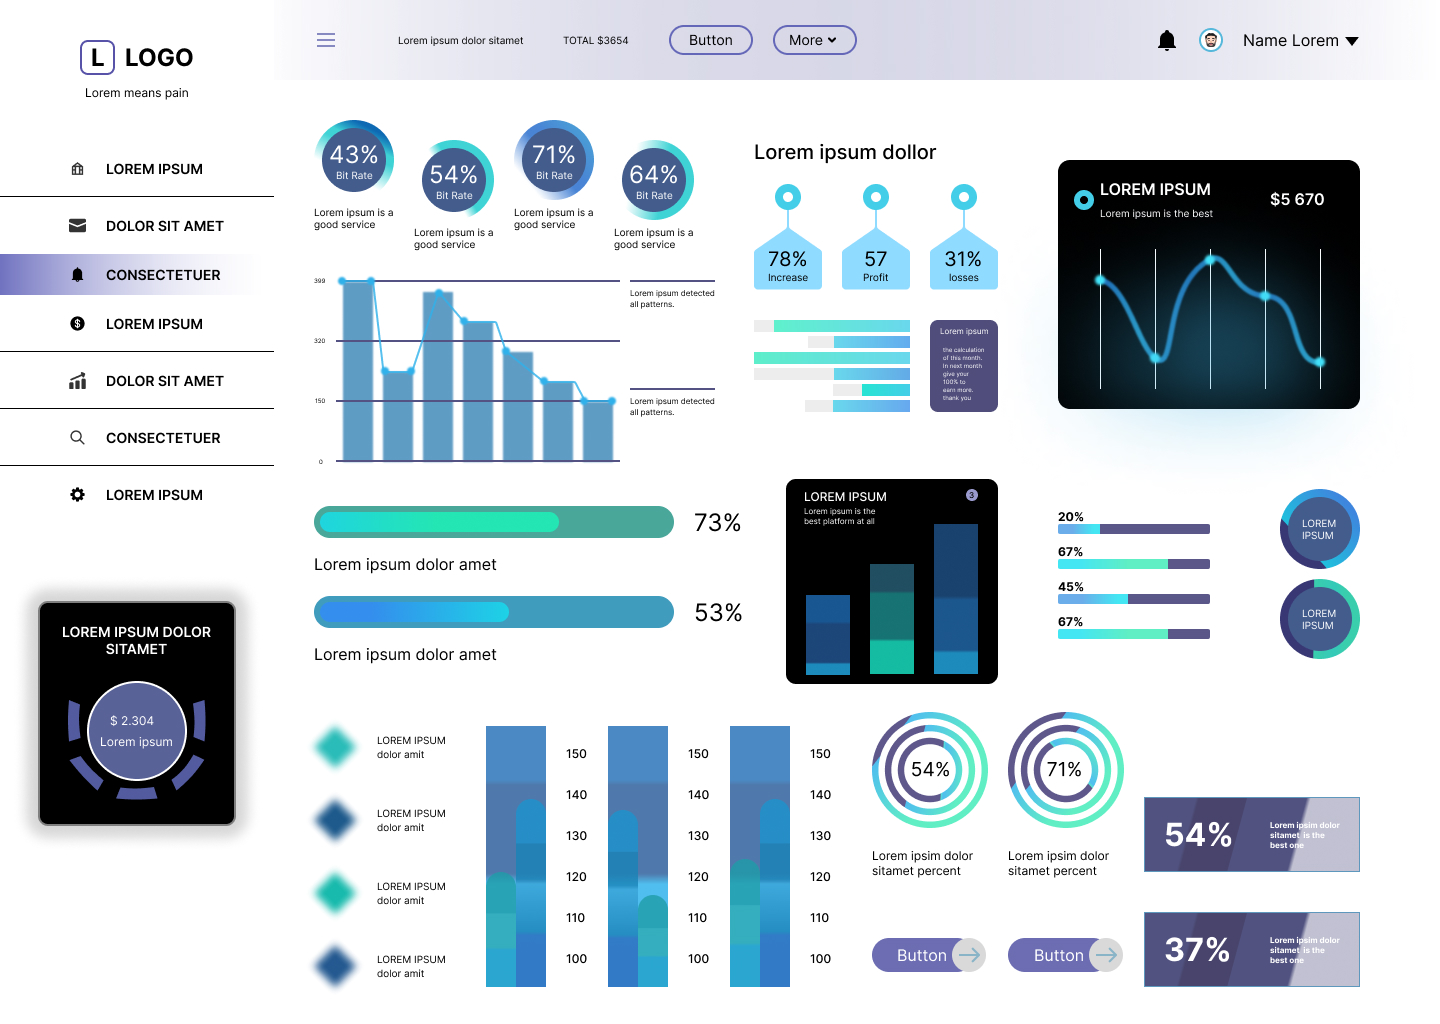 L LOGO
Lorem means pain
LOREM IPSUM
DOLOR SIT AMET
CONSECTETUER
LOREM IPSUM
DOLOR SIT AMET
CONSECTETUER
LOREM IPSUM
LOREM IPSUM DOLOR
SITAMET
$ 2.304
Lorem ipsum
Lorem ipsum dolor sitamet
TOTAL $3654
Button
More
Name Lorem
43%
Bit Rate
Lorem ipsum is a
good service
54%
Bit Rate
Lorem ipsum is a
good service
71%
Bit Rate
Lorem ipsum is a
good service
64%
Bit Rate
Lorem ipsum is a
good service
399
320
150
0
Lorem ipsum detected
all patterns.
Lorem ipsum detected
all patterns.
Lorem ipsum dollor
78%
Increase
57
Profit
31%
losses
Lorem ipsum
the calculation
of this month.
In next month
give your
100% to
earn more.
thank you
LOREM IPSUM
Lorem ipsum is the best
$5 670
73%
Lorem ipsum dolor amet
53%
Lorem ipsum dolor amet
LOREM IPSUM
3
Lorem ipsum is the
best platform at all
20%
67%
45%
67%
LOREM
IPSUM
LOREM
IPSUM
LOREM IPSUM
dolor amit
LOREM IPSUM
dolor amit
LOREM IPSUM
dolor amit
LOREM IPSUM
dolor amit
150
140
130
120
110
100
150
140
130
120
110
100
150
140
130
120
110
100
54%
Lorem ipsim dolor
sitamet percent
71%
Lorem ipsim dolor
sitamet percent
Button
Button
54%
Lorem ipsim dolor
sitamet is the
best one
37%
Lorem ipsim dolor
sitamet is the
best one